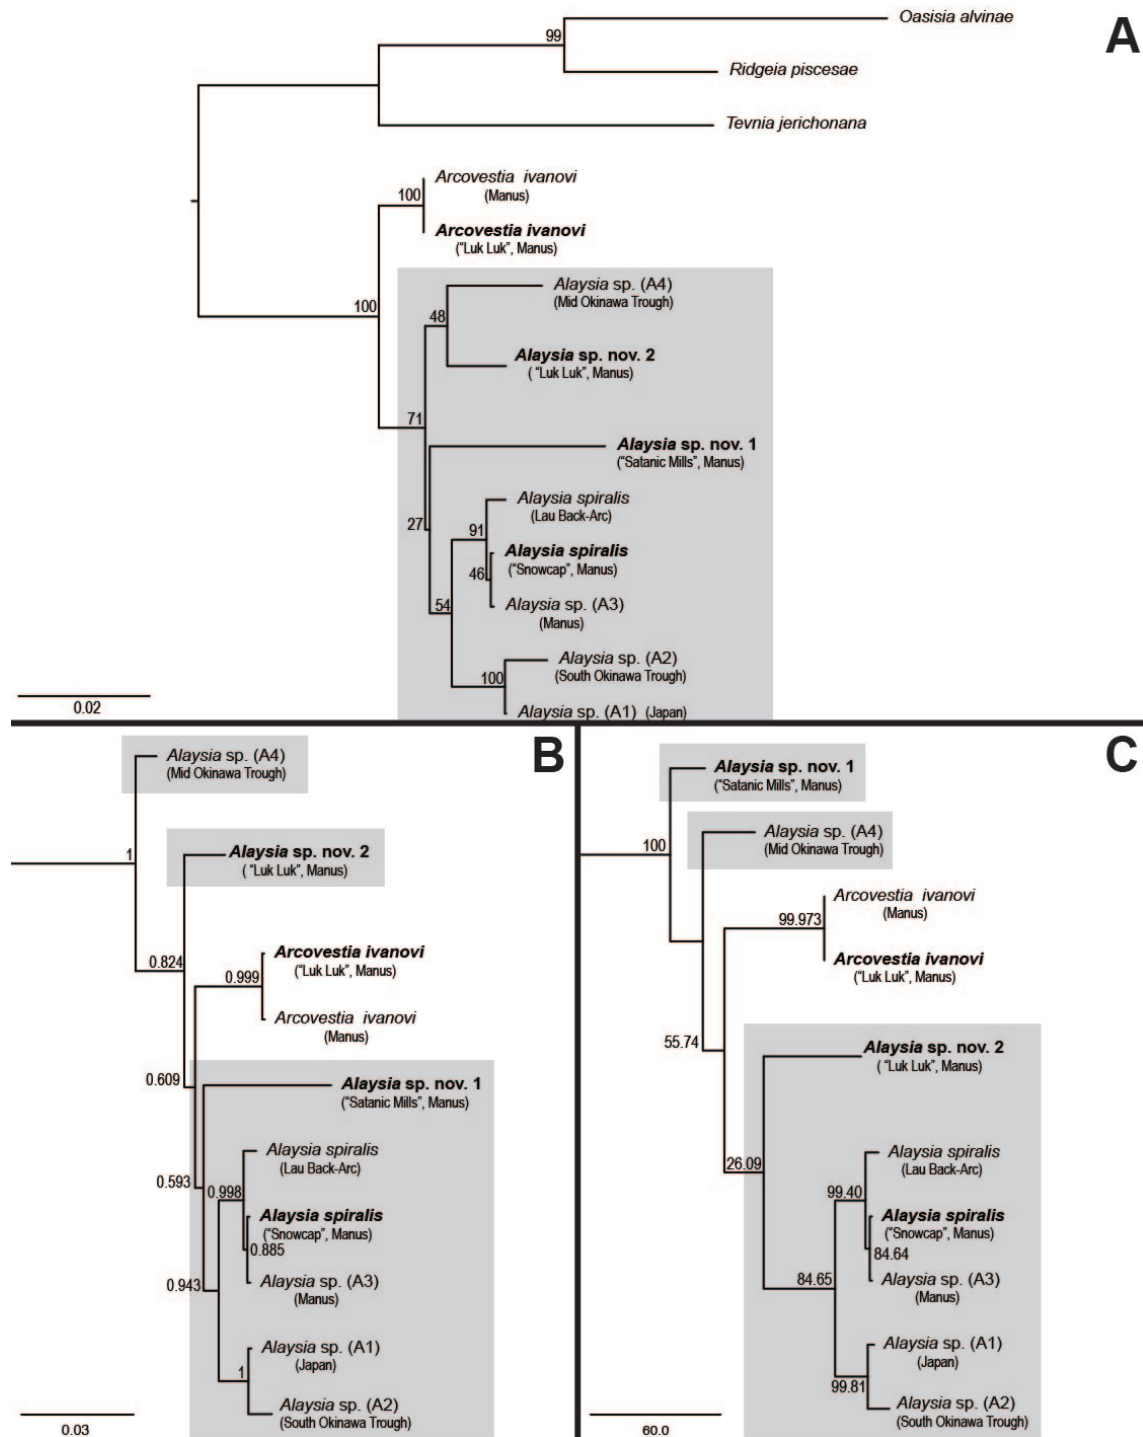 A
Oasisia alvinae
99
Ridgeia piscesae
Tevnia jerichonana
Arcovestia ivanovi
(Manus)
100
Arcovestia ivanovi
("Luk Luk", Manus)
100
Alaysia sp. (A4)
(Mid Okinawa Trough)
48
Alaysia sp. nov. 2
( "Luk Luk", Manus)
71
Alaysia sp. nov. 1
("Satanic Mills", Manus)
27
Alaysia spiralis
(Lau Back-Arc)
91
Alaysia spiralis
("Snowcap", Manus)
46
Alaysia sp. (A3)
(Manus)
54
Alaysia sp. (A2)
(South Okinawa Trough)
100
Alaysia sp. (A1) (Japan)
0.02
B
Alaysia sp. (A4)
(Mid Okinawa Trough)
1
Alaysia sp. nov. 2
( "Luk Luk", Manus)
0.824
Arcovestia ivanovi
("Luk Luk", Manus)
0.999
Arcovestia ivanovi
(Manus)
0.609
Alaysia sp. nov. 1
("Satanic Mills", Manus)
0.593
Alaysia spiralis
(Lau Back-Arc)
0.998
Alaysia spiralis
("Snowcap", Manus)
0.885
0.943
Alaysia sp. (A3)
(Manus)
Alaysia sp. (A1)
(Japan)
1
Alaysia sp. (A2)
(South Okinawa Trough)
0.03
C
Alaysia sp. nov. 1
("Satanic Mills", Manus)
100
Alaysia sp. (A4)
(Mid Okinawa Trough)
Arcovestia ivanovi
(Manus)
99.973
Arcovestia ivanovi
("Luk Luk", Manus)
55.74
Alaysia sp. nov. 2
( "Luk Luk", Manus)
26.09
Alaysia spiralis
(Lau Back-Arc)
99.40
Alaysia spiralis
("Snowcap", Manus)
84.64
84.65
Alaysia sp. (A3)
(Manus)
Alaysia sp. (A1)
(Japan)
99.81
Alaysia sp. (A2)
(South Okinawa Trough)
60.0